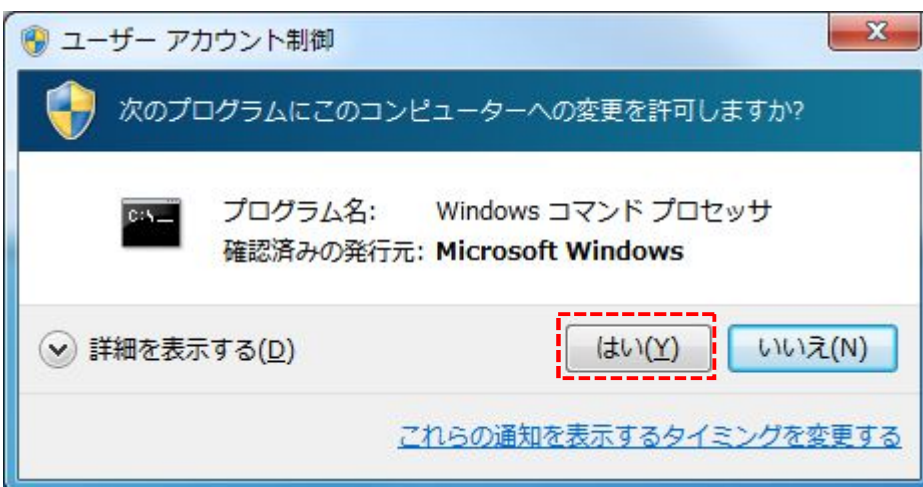 ユーザー アカウント制御
次のプログラムにこのコンピューターへの変更を許可しますか?
C:\_
プログラム名: Windows コマンド プロセッサ
確認済みの発行元: Microsoft Windows
詳細を表示する(D)
はい(Y)
いいえ(N)
これらの通知を表示するタイミングを変更する